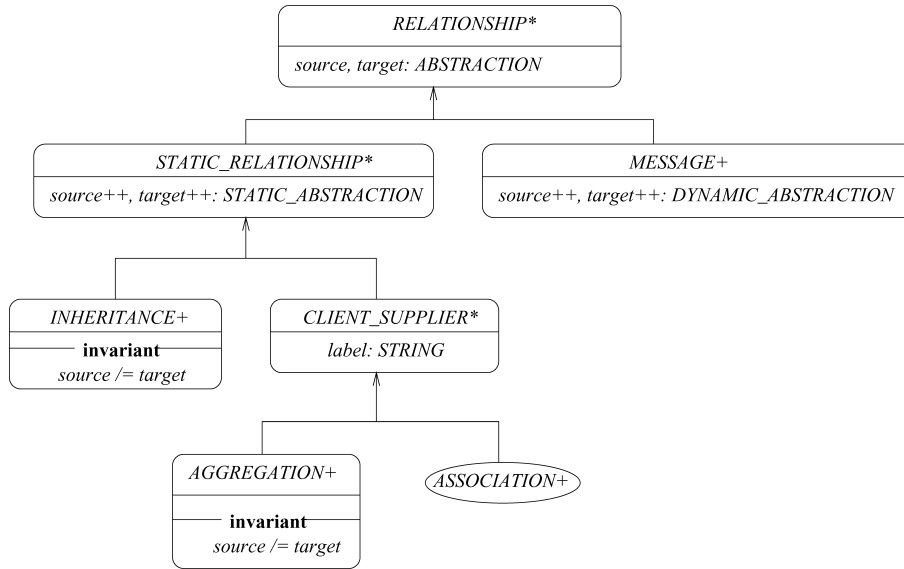 RELATIONSHIP*
source, target: ABSTRACTION
STATIC_RELATIONSHIP*
source++, target++: STATIC_ABSTRACTION
MESSAGE+
source++, target++: DYNAMIC_ABSTRACTION
INHERITANCE+
invariant
source /= target
CLIENT_SUPPLIER*
label: STRING
AGGREGATION+
invariant
source /= target
ASSOCIATION+